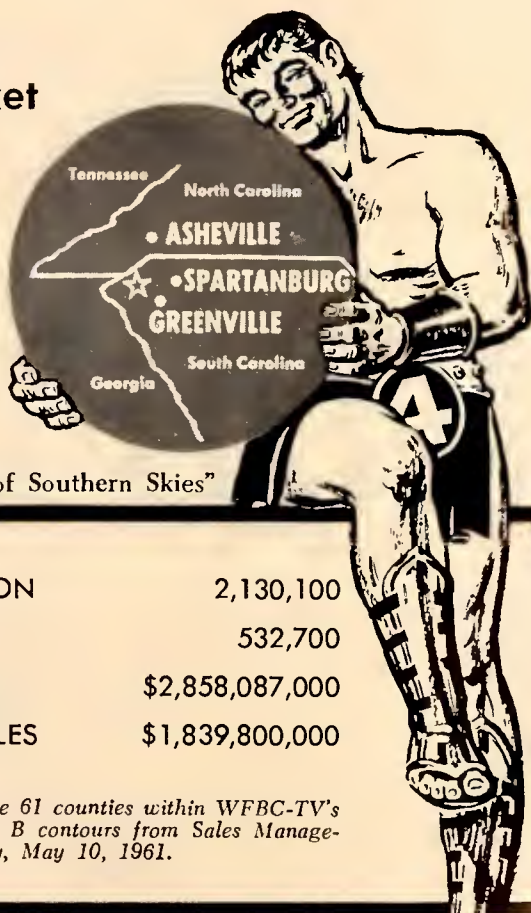 ket
Tennessee
North Carolina
• ASHEVILLE
•SPARTANBURG
GREENVILLE
South Carolina
Georgia
4
of Southern Skies"
ON 2,130,100
532,700
$2,858,087,000
LES $1,839,800,000
e 61 counties within WFBC-TV's
B contours from Sales Manage-
y, May 10, 1961.